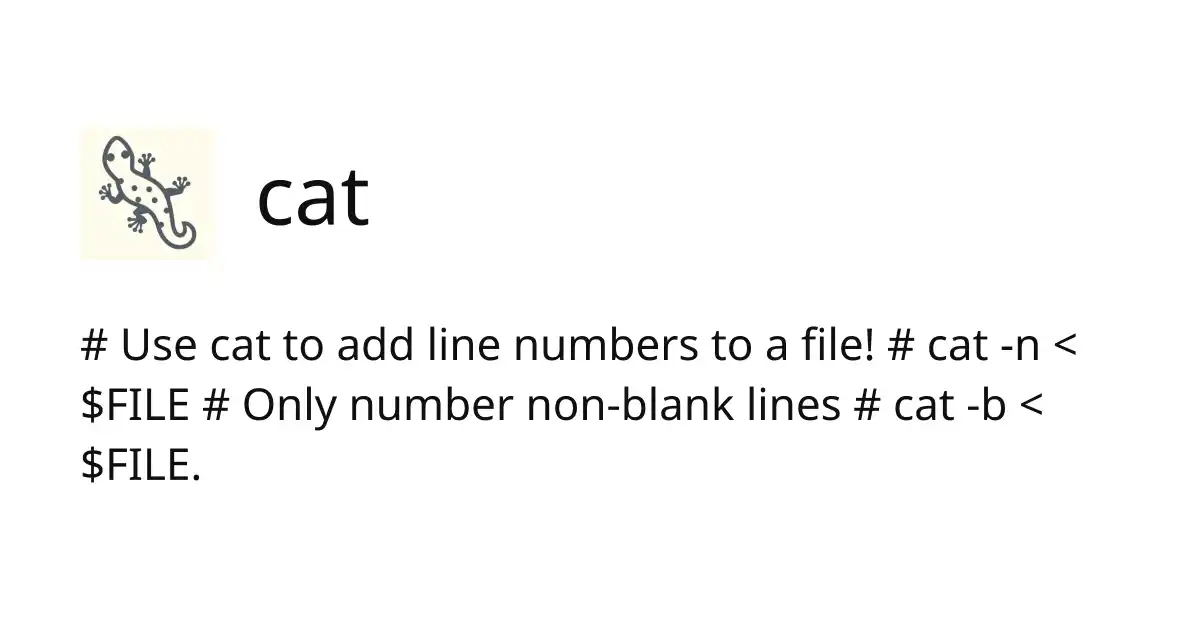 cat
# Use cat to add line numbers to a file! # cat -n <
$FILE # Only number non-blank lines # cat -b <
$FILE.